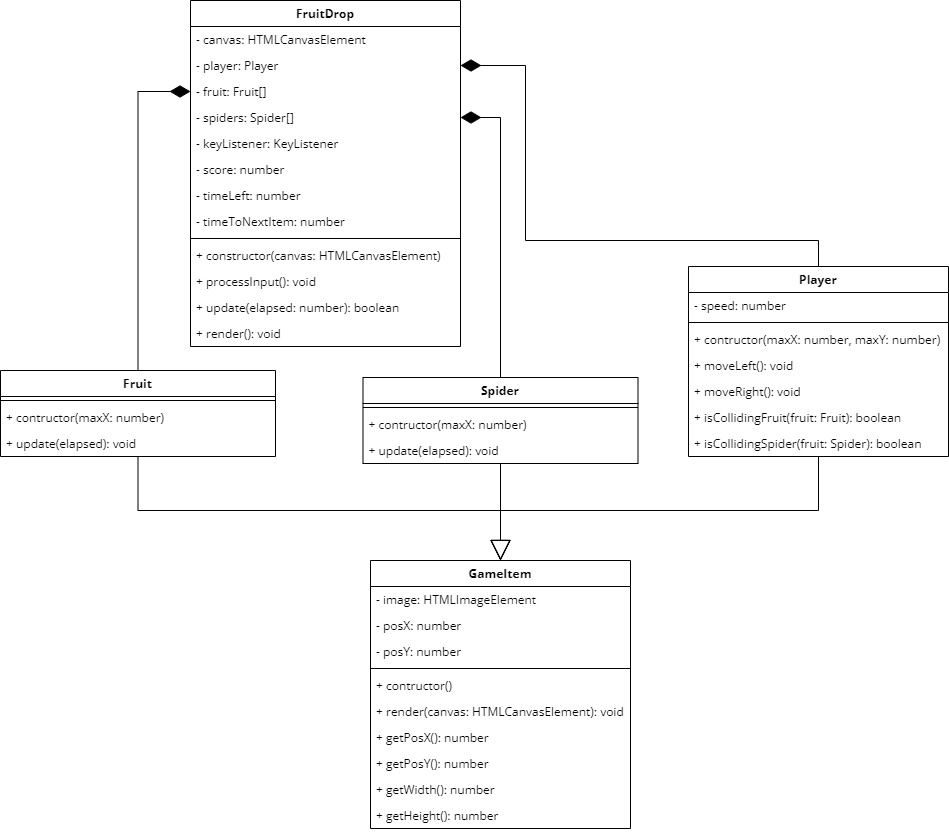 FruitDrop
- canvas: HTMLCanvasElement
- player: Player
- fruit: Fruit[]
- spiders: Spider[]
- keyListener: KeyListener
- score: number
- timeLeft: number
- timeToNextItem: number
+ constructor(canvas: HTMLCanvasElement)
+ processInput(): void
+ update(elapsed: number): boolean
+ render(): void
Player
- speed: number
+ contructor(maxX: number, maxY: number)
+ moveLeft(): void
+ moveRight(): void
+ isCollidingFruit(fruit: Fruit): boolean
+ isCollidingSpider(fruit: Spider): boolean
Fruit
+ contructor(maxX: number)
+ update(elapsed): void
Spider
+ contructor(maxX: number)
+ update(elapsed): void
GameItem
- image: HTMLImageElement
- posX: number
- posY: number
+ contructor()
+ render(canvas: HTMLCanvasElement): void
+ getPosX(): number
+ getPosY(): number
+ getWidth(): number
+ getHeight(): number